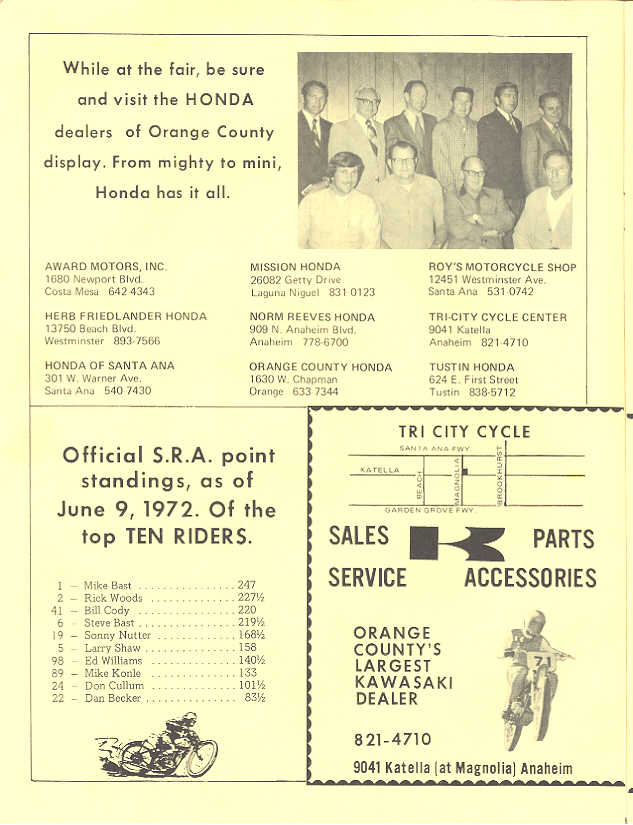 While at the fair, be sure
and visit the HONDA
dealers of Orange County
display. From mighty to mini,
Honda has it all.
AWARD MOTORS, INC.
1680 Newport Blvd.
Costa Mesa 642-4343
MISSION HONDA
26082 Getty Drive
Laguna Niguel 831-0123
ROY'S MOTORCYCLE SHOP
12451 Westminster Ave.
Santa Ana 531-0742
HERB FRIEDLANDER HONDA
13750 Beach Blvd.
Westminster 893-7566
NORM REEVES HONDA
909 N. Anaheim Blvd.
Anaheim 778-6700
TRI-CITY CYCLE CENTER
9041 Katella
Anaheim 821-4710
HONDA OF SANTA ANA
301 W. Warner Ave.
Santa Ana 540-7430
ORANGE COUNTY HONDA
1630 W. Chapman
Orange 633-7344
TUSTIN HONDA
624 E. First Street
Tustin 838-5712
Official S.R.A. point
standings, as of
June 9, 1972. Of the
top TEN RIDERS.
1 – Mike Bast ................ 247
2 – Rick Woods ............... 227½
41 – Bill Cody ................ 220
6 – Steve Bast ............... 219½
19 – Sonny Nutter ............. 168½
5 – Larry Shaw ............... 158
98 – Ed Williams .............. 140½
89 – Mike Konle ............... 133
24 – Don Cullum ............... 101½
22 – Dan Becker ............... 83½
TRI CITY CYCLE
SANTA ANA FWY.
KATELLA
BEACH
MAGNOLIA
BROOKHURST
GARDEN GROVE FWY.
SALES PARTS
SERVICE ACCESSORIES
ORANGE
COUNTY'S
LARGEST
KAWASAKI
DEALER
71
821-4710
9041 Katella (at Magnolia) Anaheim